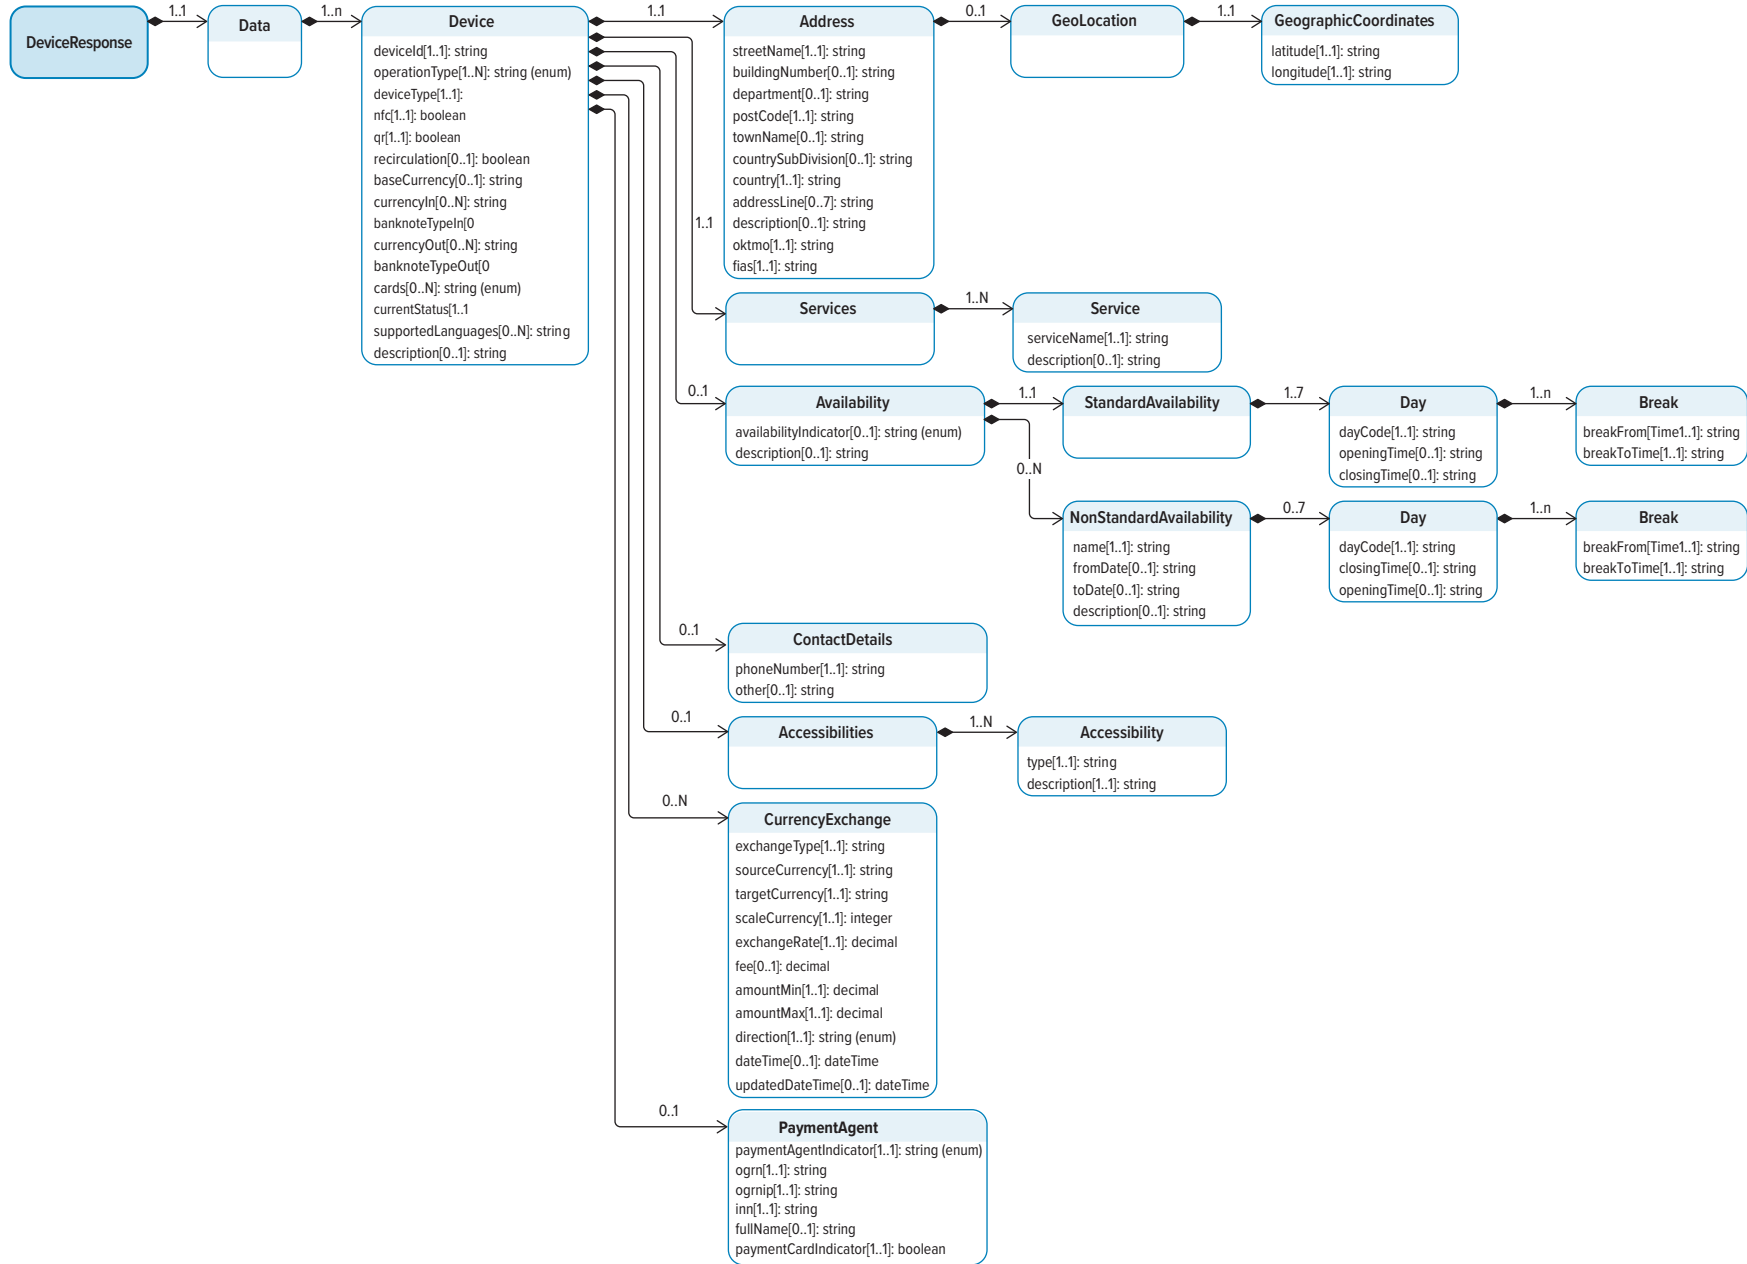 DeviceResponse
1..1
Data
1..n
Device
deviceId[1..1]: string
operationType[1..N]: string (enum)
deviceType[1..1]:
nfc[1..1]: boolean
qr[1..1]: boolean
recirculation[0..1]: boolean
baseCurrency[0..1]: string
currencyIn[0..N]: string
banknoteTypeIn[0
currencyOut[0..N]: string
banknoteTypeOut[0
cards[0..N]: string (enum)
currentStatus[1..1
supportedLanguages[0..N]: string
description[0..1]: string
1..1
Address
streetName[1..1]: string
buildingNumber[0..1]: string
department[0..1]: string
postCode[1..1]: string
townName[0..1]: string
countrySubDivision[0..1]: string
country[1..1]: string
addressLine[0..7]: string
description[0..1]: string
oktmo[1..1]: string
fias[1..1]: string
0..1
GeoLocation
1..1
GeographicCoordinates
latitude[1..1]: string
longitude[1..1]: string
1..1
Services
1..N
Service
serviceName[1..1]: string
description[0..1]: string
0..1
Availability
availabilityIndicator[0..1]: string (enum)
description[0..1]: string
1..1
StandardAvailability
1..7
Day
dayCode[1..1]: string
openingTime[0..1]: string
closingTime[0..1]: string
1..n
Break
breakFrom[Time1..1]: string
breakToTime[1..1]: string
0..N
NonStandardAvailability
name[1..1]: string
fromDate[0..1]: string
toDate[0..1]: string
description[0..1]: string
0..7
Day
dayCode[1..1]: string
closingTime[0..1]: string
openingTime[0..1]: string
1..n
Break
breakFrom[Time1..1]: string
breakToTime[1..1]: string
0..1
ContactDetails
phoneNumber[1..1]: string
other[0..1]: string
0..1
Accessibilities
1..N
Accessibility
type[1..1]: string
description[1..1]: string
0..N
CurrencyExchange
exchangeType[1..1]: string
sourceCurrency[1..1]: string
targetCurrency[1..1]: string
scaleCurrency[1..1]: integer
exchangeRate[1..1]: decimal
fee[0..1]: decimal
amountMin[1..1]: decimal
amountMax[1..1]: decimal
direction[1..1]: string (enum)
dateTime[0..1]: dateTime
updatedDateTime[0..1]: dateTime
0..1
PaymentAgent
paymentAgentIndicator[1..1]: string (enum)
ogrn[1..1]: string
ogrnip[1..1]: string
inn[1..1]: string
fullName[0..1]: string
paymentCardIndicator[1..1]: boolean